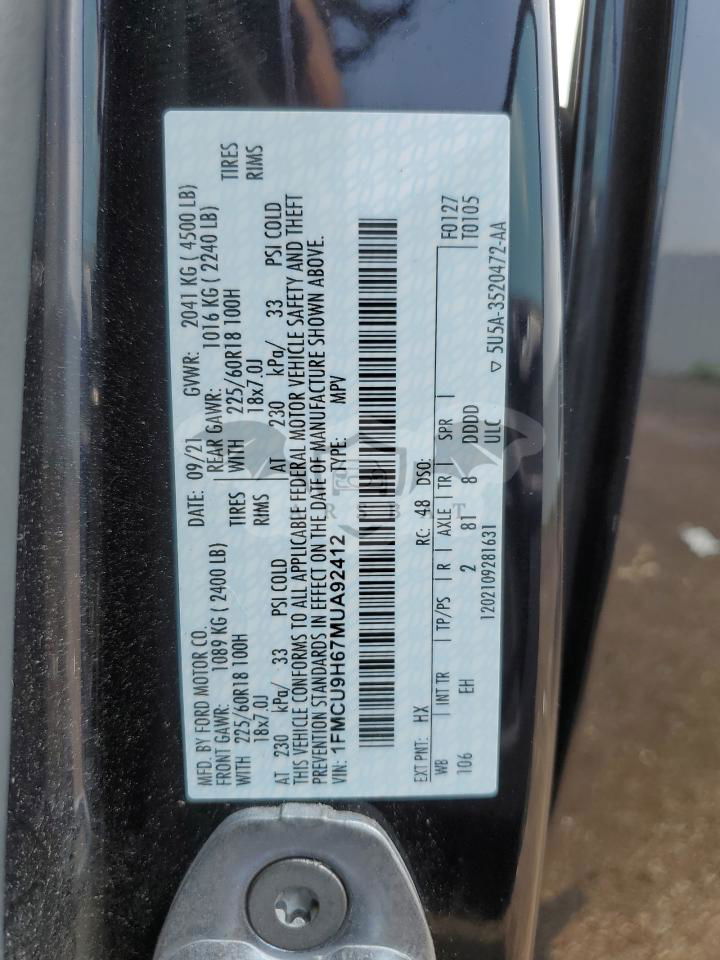 MFD. BY FORD MOTOR CO. DATE: 09/21 GVWR: 2041 KG ( 4500 LB)
FRONT GAWR: 1089 KG ( 2400 LB) REAR GAWR: 1016 KG ( 2240 LB)
WITH 225/60R18 100H TIRES WITH 225/60R18 100H TIRES
18x7.0J RIMS 18x7.0J RIMS
AT 230 kPa/ 33 PSI COLD AT 230 kPa/ 33 PSI COLD
THIS VEHICLE CONFORMS TO ALL APPLICABLE FEDERAL MOTOR VEHICLE SAFETY AND THEFT
PREVENTION STANDARDS IN EFFECT ON THE DATE OF MANUFACTURE SHOWN ABOVE.
VIN: 1FMCU9H67MUA92412 TYPE: MPV
EXT PNT: HX RC: 48 DSO: F0127
WB INT TR TP/PS R AXLE TR SPR T0105
106 EH 2 81 8 DDDD
1202109281631 ULC
5U5A-3520472-AA